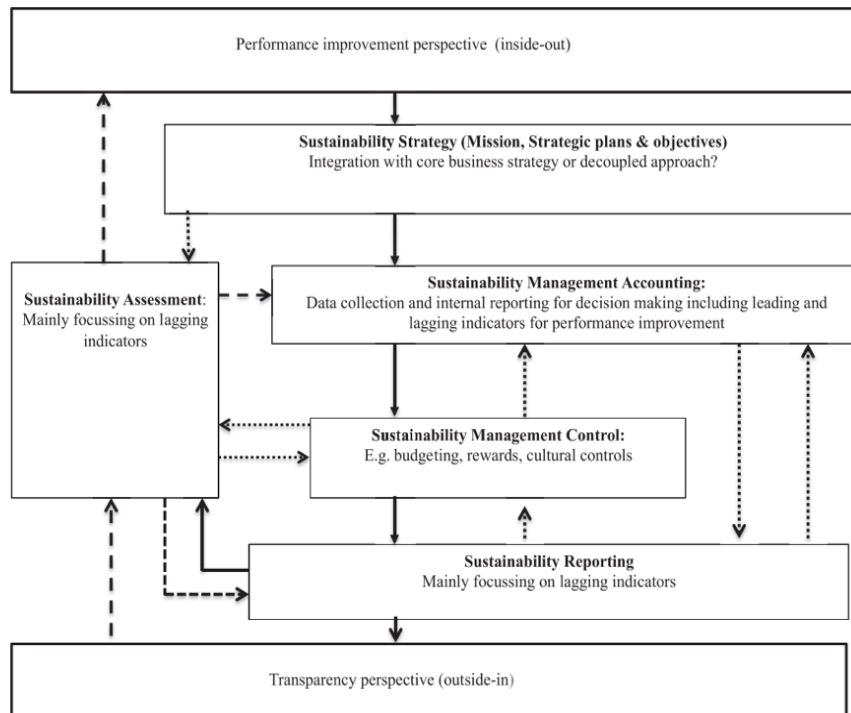 Performance improvement perspective (inside-out)
Sustainability Strategy (Mission, Strategic plans & objectives)
Integration with core business strategy or decoupled approach?
Sustainability Assessment:
Mainly focussing on lagging
indicators
Sustainability Management Accounting:
Data collection and internal reporting for decision making including leading and
lagging indicators for performance improvement
Sustainability Management Control:
E.g. budgeting, rewards, cultural controls
Sustainability Reporting
Mainly focussing on lagging indicators
Transparency perspective (outside-in)